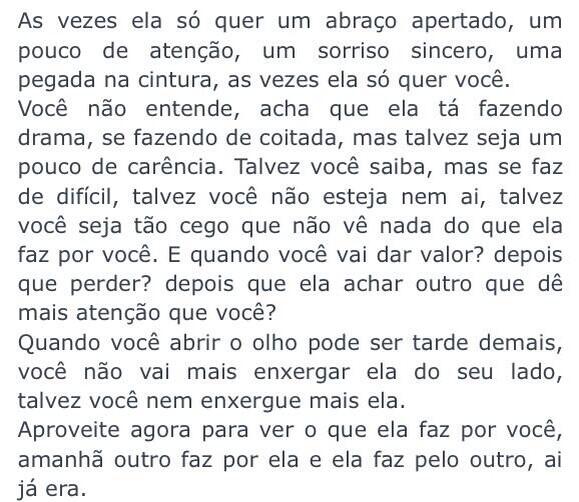 As vezes ela só quer um abraço apertado, um
pouco de atenção, um sorriso sincero, uma
pegada na cintura, as vezes ela só quer você.
Você não entende, acha que ela tá fazendo
drama, se fazendo de coitada, mas talvez seja um
pouco de carência. Talvez você saiba, mas se faz
de difícil, talvez você não esteja nem ai, talvez
você seja tão cego que não vê nada do que ela
faz por você. E quando você vai dar valor? depois
que perder? depois que ela achar outro que dê
mais atenção que você?
Quando você abrir o olho pode ser tarde demais,
você não vai mais enxergar ela do seu lado,
talvez você nem enxergue mais ela.
Aproveite agora para ver o que ela faz por você,
amanhã outro faz por ela e ela faz pelo outro, ai
já era.